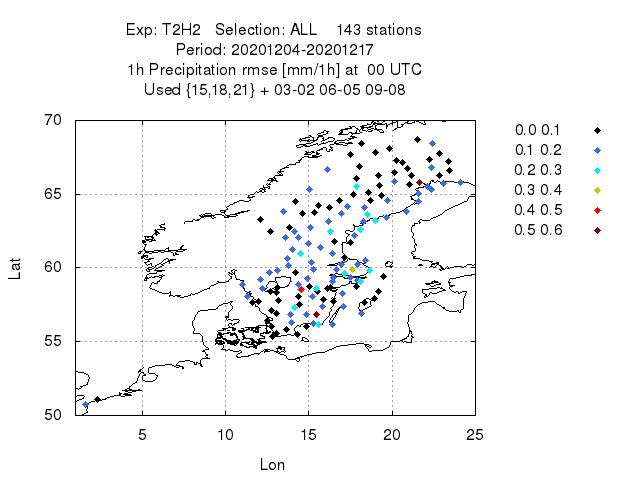 Exp: T2H2 Selection: ALL 143 stations
Period: 20201204-20201217
1h Precipitation rmse [mm/1h] at 00 UTC
Used {15,18,21} + 03-02 06-05 09-08
70
65
60
55
50
Lat
5 10 15 20 25
Lon
0.0 0.1
0.1 0.2
0.2 0.3
0.3 0.4
0.4 0.5
0.5 0.6